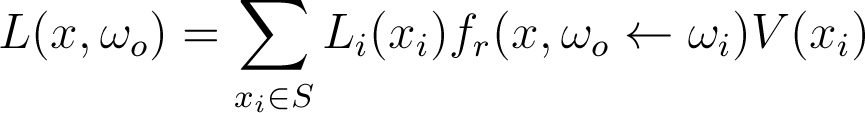 L(x, ω_o) = ∑_{x_i ∈ S} L_i(x_i) f_r(x, ω_o ← ω_i) V(x_i)